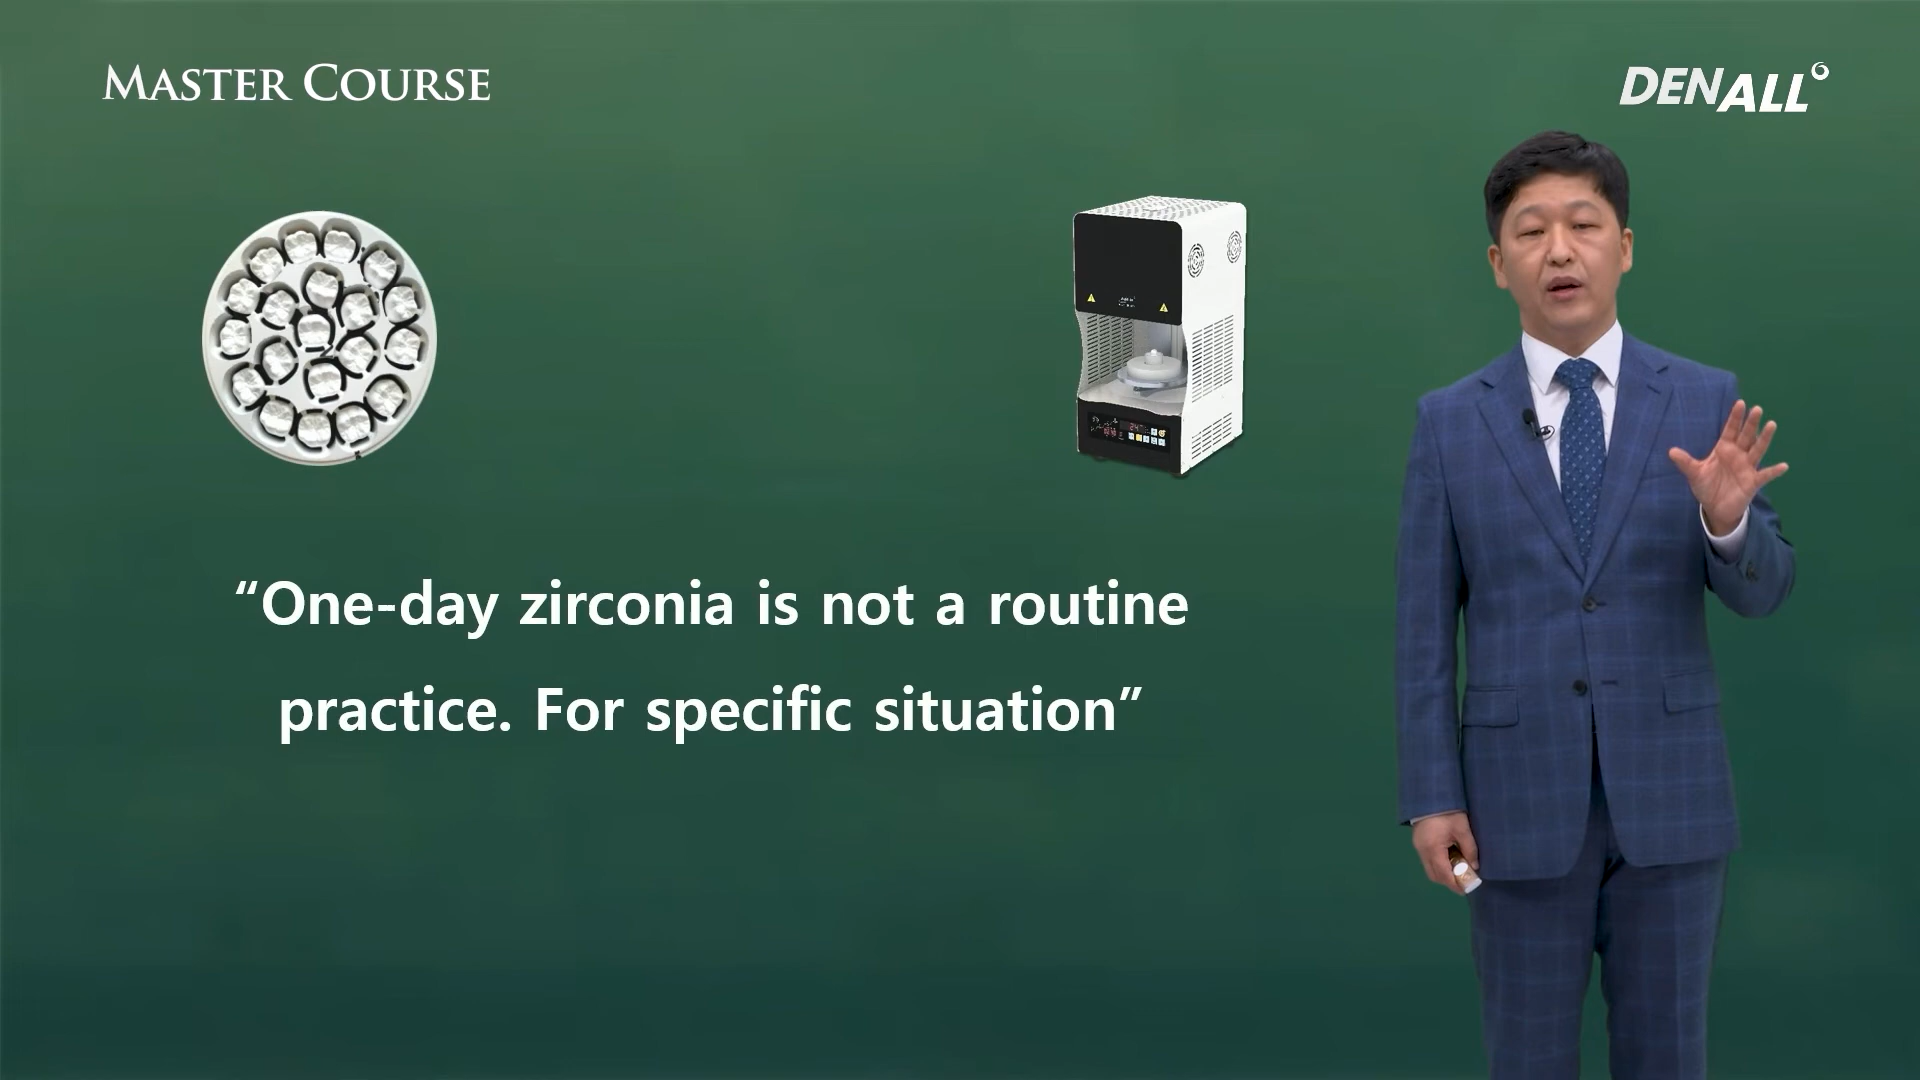 MASTER COURSE
DENALL
“One-day zirconia is not a routine
practice. For specific situation”